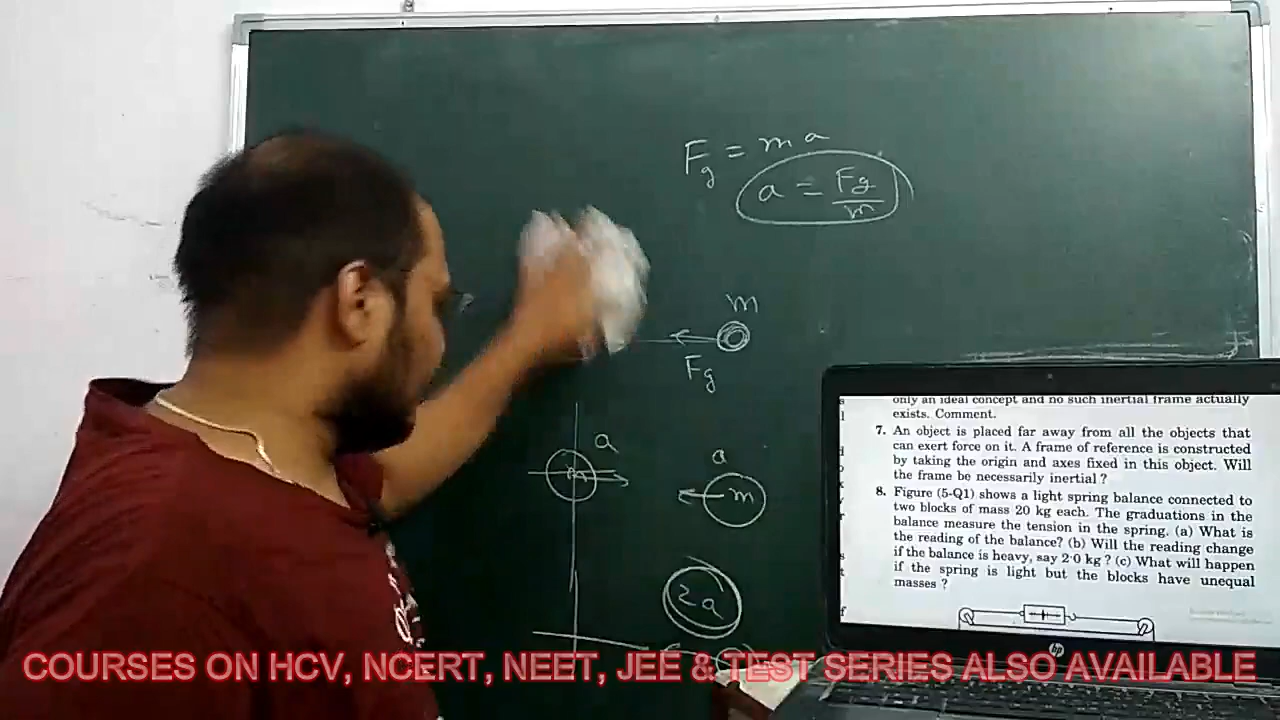 Fg = ma
a = Fg/m
m
Fg
a
m
a
m
2a
only an ideal concept and no such inertial frame actually
exists. Comment.
7. An object is placed far away from all the objects that
can exert force on it. A frame of reference is constructed
by taking the origin and axes fixed in this object. Will
the frame be necessarily inertial ?
8. Figure (5-Q1) shows a light spring balance connected to
two blocks of mass 20 kg each. The graduations in the
balance measure the tension in the spring. (a) What is
the reading of the balance? (b) Will the reading change
if the balance is heavy, say 2·0 kg ? (c) What will happen
if the spring is light but the blocks have unequal
masses ?
hp
COURSES ON HCV, NCERT, NEET, JEE & TEST SERIES ALSO AVAILABLE